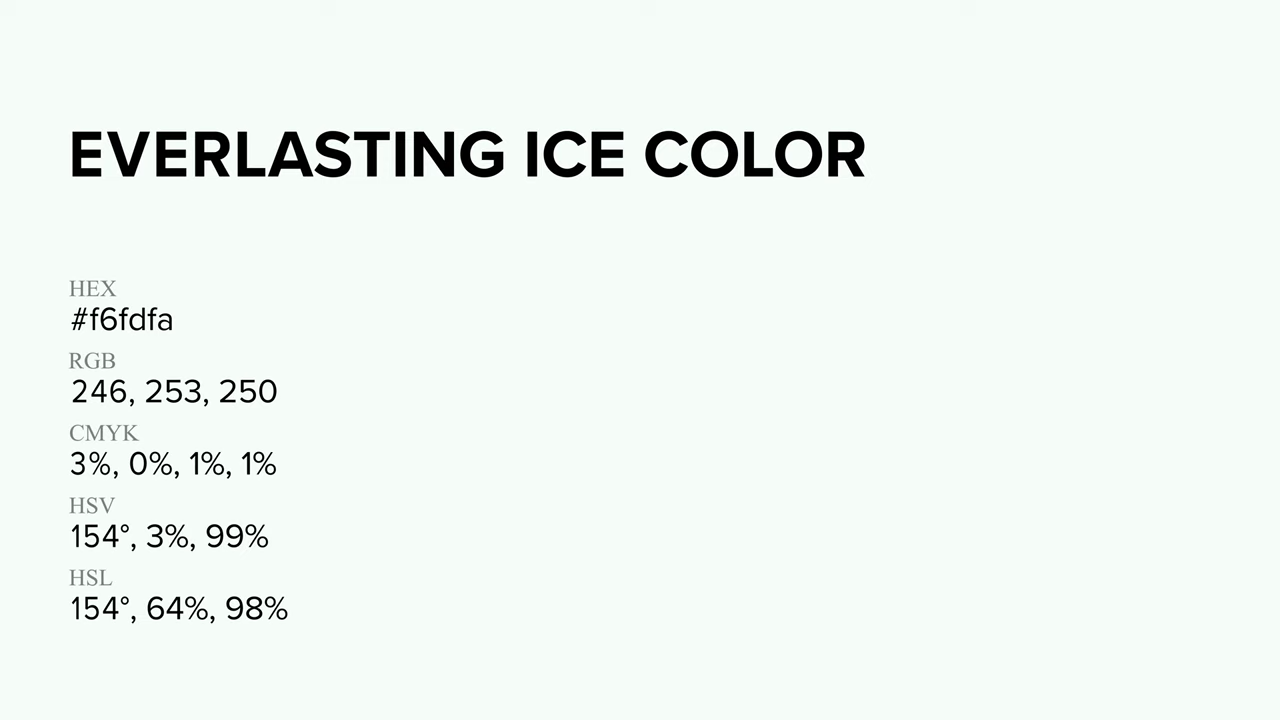 EVERLASTING ICE COLOR
HEX
#f6fdfa
RGB
246, 253, 250
CMYK
3%, 0%, 1%, 1%
HSV
154°, 3%, 99%
HSL
154°, 64%, 98%